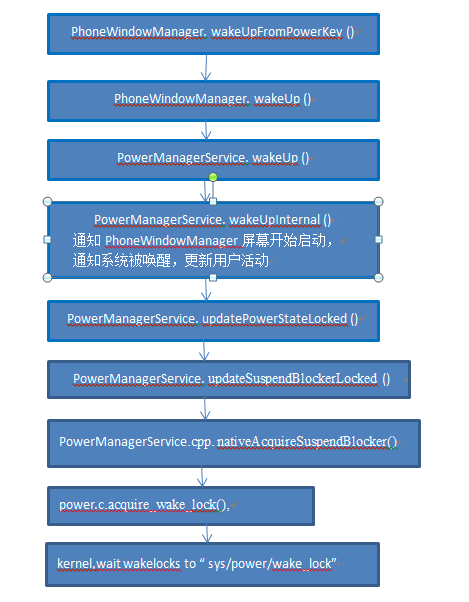 PhoneWindowManager. wakeUpFromPowerKey ()
PhoneWindowManager. wakeUp ()
PowerManagerService. wakeUp ()
PowerManagerService. wakeUpInternal ()
通知 PhoneWindowManager 屏幕开始启动，
通知系统被唤醒，更新用户活动
PowerManagerService. updatePowerStateLocked ()
PowerManagerService. updateSuspendBlockerLocked ()
PowerManagerService.cpp. nativeAcquireSuspendBlocker()
power.c.acquire_wake_lock(),
kernel,wait wakelocks to “ sys/power/wake_lock”